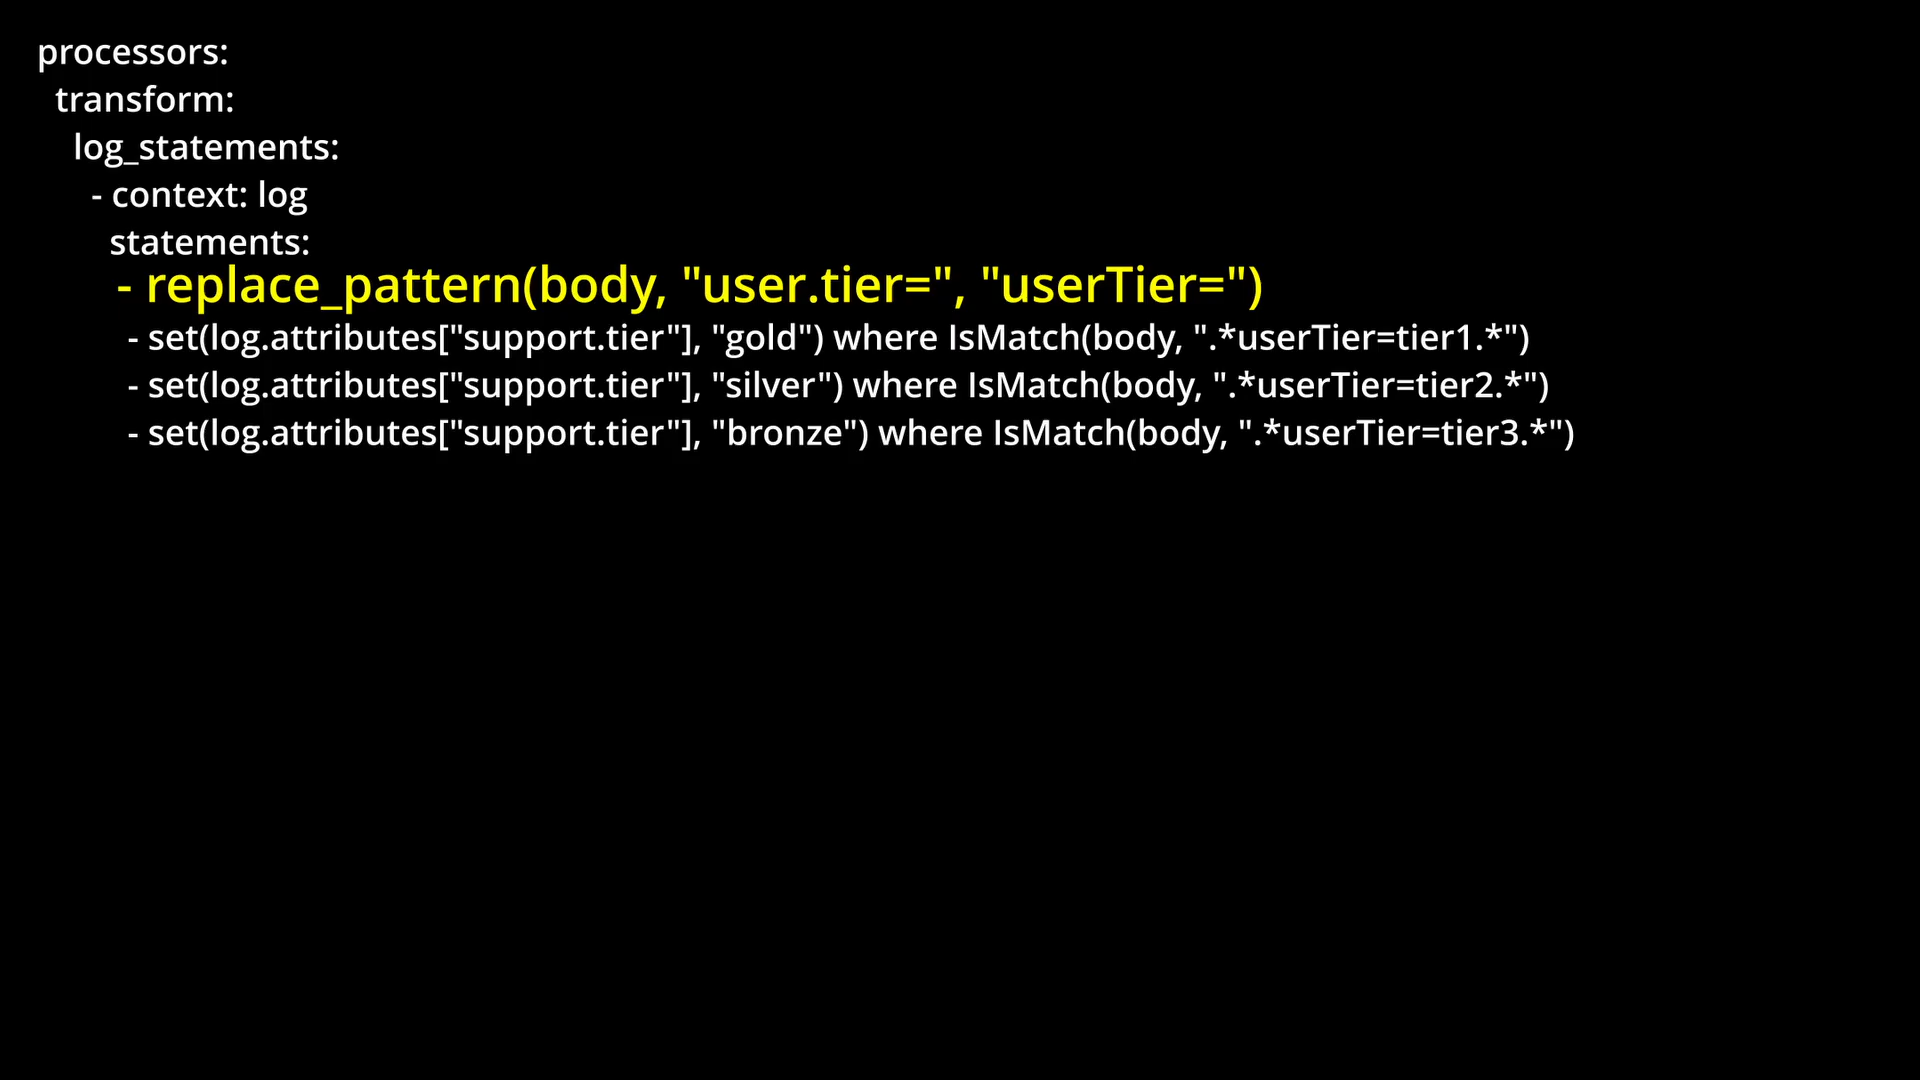 processors:
transform:
log_statements:
- context: log
statements:
- replace_pattern(body, "user.tier=", "userTier=")
- set(log.attributes["support.tier"], "gold") where IsMatch(body, ".*userTier=tier1.*")
- set(log.attributes["support.tier"], "silver") where IsMatch(body, ".*userTier=tier2.*")
- set(log.attributes["support.tier"], "bronze") where IsMatch(body, ".*userTier=tier3.*")